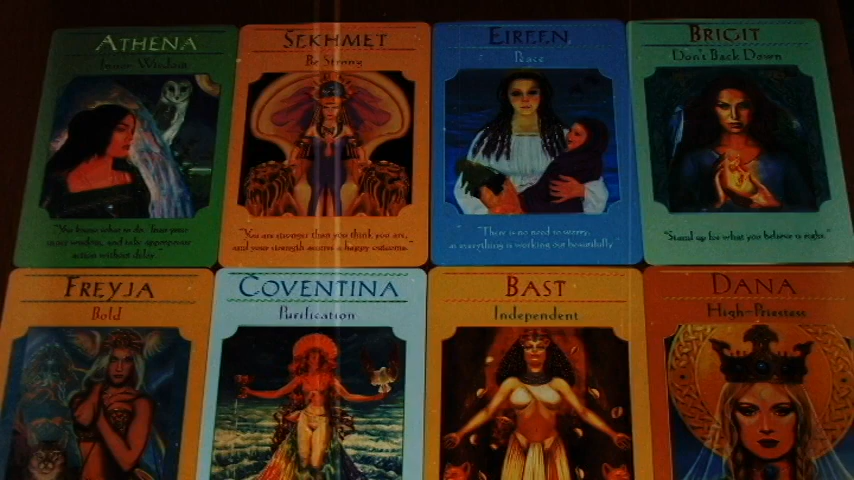 ATHENA
Inner Wisdom
"You know what to do. Trust your
inner wisdom, and take appropriate
action without delay."
SEKHMET
Be Strong
"You are stronger than you think you are,
and your strength assures a happy outcome."
EIREEN
Peace
"There is no need to worry,
as everything is working out beautifully."
BRIGIT
Don't Back Down
"Stand up for what you believe is right."
FREYJA
Bold
COVENTINA
Purification
BAST
Independent
DANA
High-Priestess